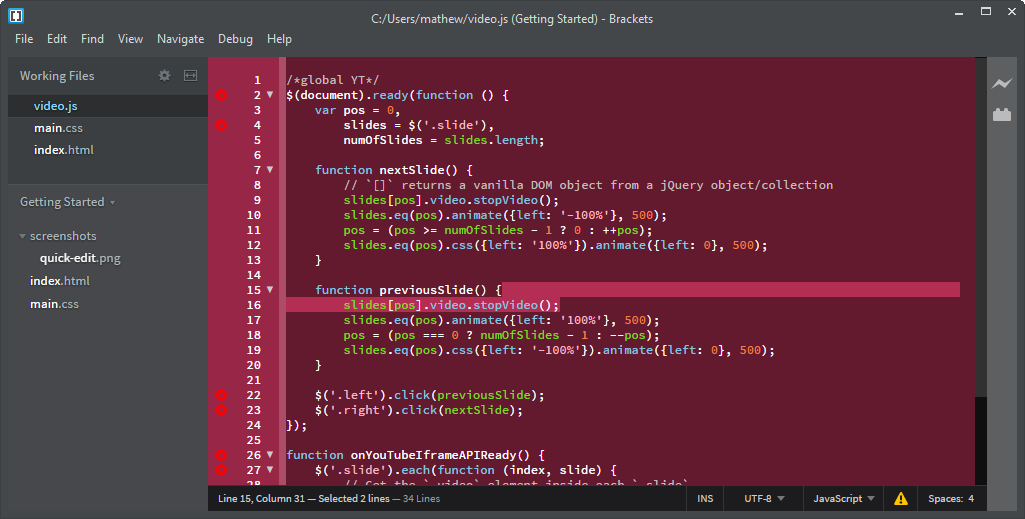 C:/Users/mathew/video.js (Getting Started) - Brackets
File Edit Find View Navigate Debug Help
Working Files
video.js
main.css
index.html
Getting Started
screenshots
quick-edit.png
index.html
main.css
1 /*global YT*/
2 $(document).ready(function () {
3 var pos = 0,
4 slides = $('.slide'),
5 numOfSlides = slides.length;
6
7 function nextSlide() {
8 // `[]` returns a vanilla DOM object from a jQuery object/collection
9 slides[pos].video.stopVideo();
10 slides.eq(pos).animate({left: '-100%'}, 500);
11 pos = (pos >= numOfSlides - 1 ? 0 : ++pos);
12 slides.eq(pos).css({left: '100%'}).animate({left: 0}, 500);
13 }
14
15 function previousSlide() {
16 slides[pos].video.stopVideo();
17 slides.eq(pos).animate({left: '100%'}, 500);
18 pos = (pos === 0 ? numOfSlides - 1 : --pos);
19 slides.eq(pos).css({left: '-100%'}).animate({left: 0}, 500);
20 }
21
22 $('.left').click(previousSlide);
23 $('.right').click(nextSlide);
24 });
25
26 function onYouTubeIframeAPIReady() {
27 $('.slide').each(function (index, slide) {
28 // Get the `.video` element inside each `.slide`
Line 15, Column 31 — Selected 2 lines — 34 Lines
INS UTF-8 JavaScript Spaces: 4